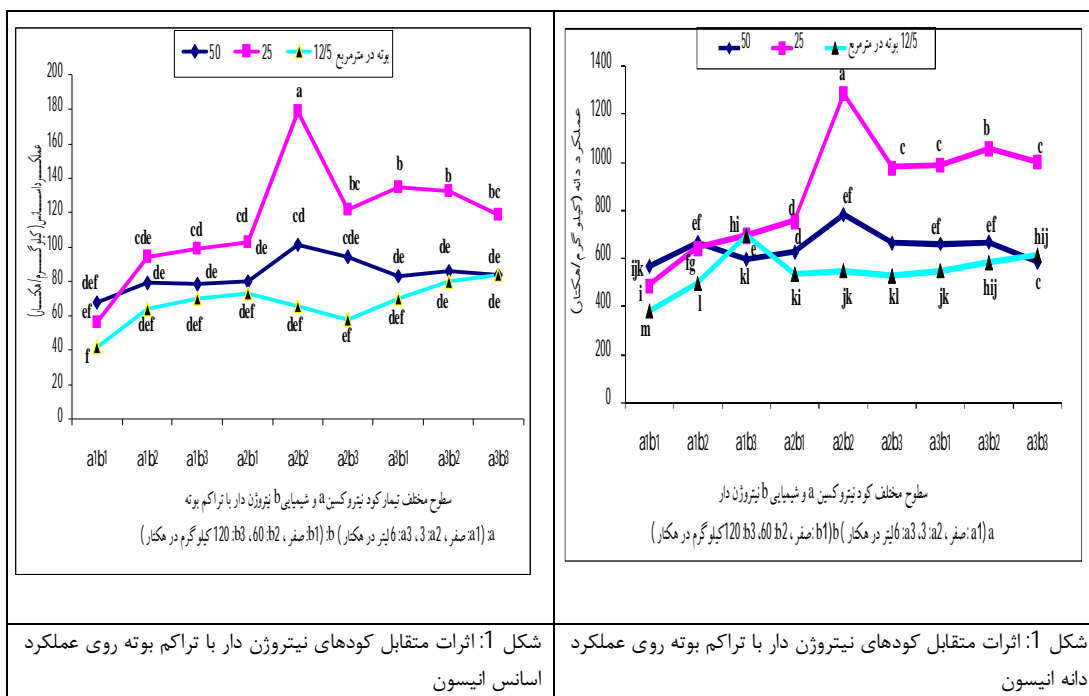 50 25 12/5 بوته در مترمربع
عملکرد اسانس (کیلوگرم/هکتار)
200
180
160
140
120
100
80
60
40
20
0
a
b b
bc bc
cd cd cd
cde cde
def de de de de de de
ef de de
def def def def
f ef
a1b1 a1b2 a1b3 a2b1 a2b2 a2b3 a3b1 a3b2 a3b3
سطوح مختلف تیمار کود نیتروکسین a و شیمیایی b نیتروژن دار با تراکم بوته
a: (a1: صفر ، a2: 3 ، a3: 6 لیتر در هکتار) b: (b1: صفر ، b2: 60 ، b3: 120 کیلو گرم در هکتار)
شکل 1: اثرات متقابل کودهای نیتروژن دار با تراکم بوته روی عملکرد
اسانس انیسون
50 25 12/5 بوته در مترمربع
عملکرد دانه (کیلو گرم/هکتار)
1400
1200
1000
800
600
400
200
0
a
b
c c c
ef hi d ef ef ef hij
ijk fg e d
i kl
m l ki jk kl jk hij c
a1b1 a1b2 a1b3 a2b1 a2b2 a2b3 a3b1 a3b2 a3b3
سطوح مختلف کود نیتروکسین a و شیمیایی b نیتروژن دار
a (a1: صفر ، a2: 3 ، a3: 6 لیتر در هکتار) b (b1: صفر ، b2: 60 ، b3: 120 کیلو گرم در هکتار)
شکل 1: اثرات متقابل کودهای نیتروژن دار با تراکم بوته روی عملکرد
دانه انیسون